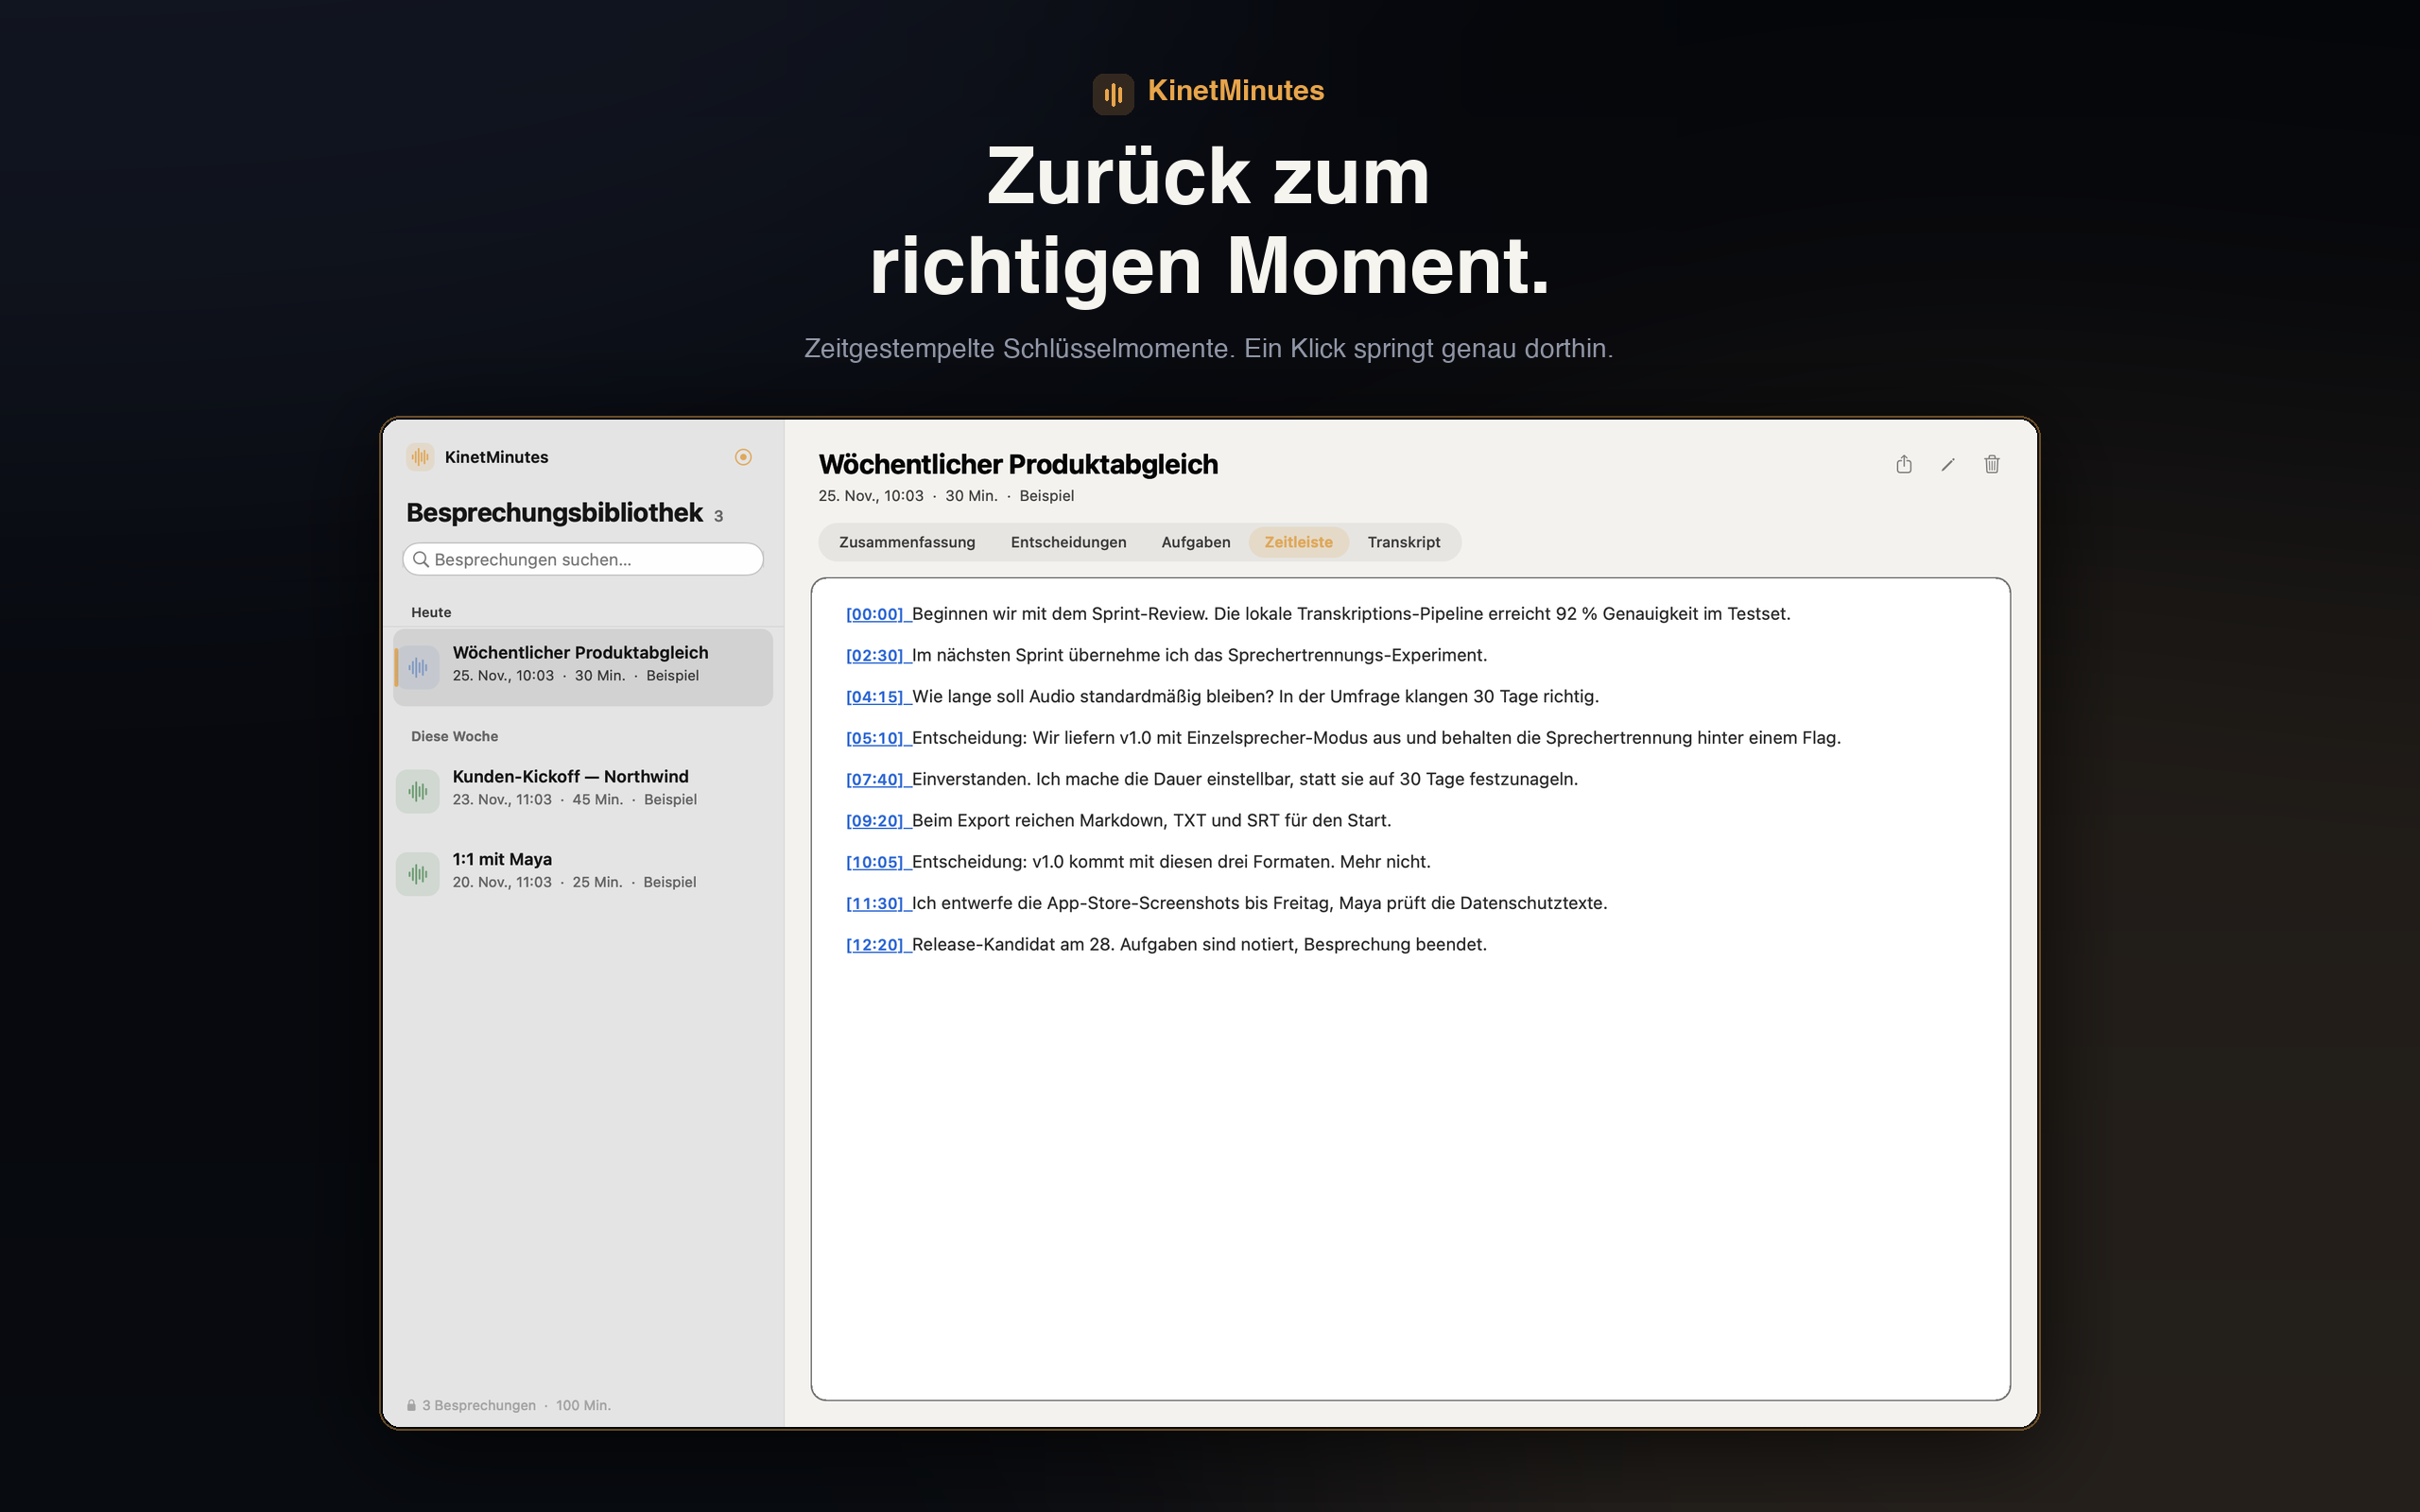 KinetMinutes
Zurück zum
richtigen Moment.
Zeitgestempelte Schlüsselmomente. Ein Klick springt genau dorthin.
KinetMinutes
Besprechungsbibliothek 3
Besprechungen suchen...
Heute
Wöchentlicher Produktabgleich
25. Nov., 10:03 · 30 Min. · Beispiel
Diese Woche
Kunden-Kickoff — Northwind
23. Nov., 11:03 · 45 Min. · Beispiel
1:1 mit Maya
20. Nov., 11:03 · 25 Min. · Beispiel
3 Besprechungen · 100 Min.
Wöchentlicher Produktabgleich
25. Nov., 10:03 · 30 Min. · Beispiel
Zusammenfassung Entscheidungen Aufgaben Zeitleiste Transkript
[00:00] Beginnen wir mit dem Sprint-Review. Die lokale Transkriptions-Pipeline erreicht 92 % Genauigkeit im Testset.
[02:30] Im nächsten Sprint übernehme ich das Sprechertrennungs-Experiment.
[04:15] Wie lange soll Audio standardmäßig bleiben? In der Umfrage klangen 30 Tage richtig.
[05:10] Entscheidung: Wir liefern v1.0 mit Einzelsprecher-Modus aus und behalten die Sprechertrennung hinter einem Flag.
[07:40] Einverstanden. Ich mache die Dauer einstellbar, statt sie auf 30 Tage festzunageln.
[09:20] Beim Export reichen Markdown, TXT und SRT für den Start.
[10:05] Entscheidung: v1.0 kommt mit diesen drei Formaten. Mehr nicht.
[11:30] Ich entwerfe die App-Store-Screenshots bis Freitag, Maya prüft die Datenschutztexte.
[12:20] Release-Kandidat am 28. Aufgaben sind notiert, Besprechung beendet.